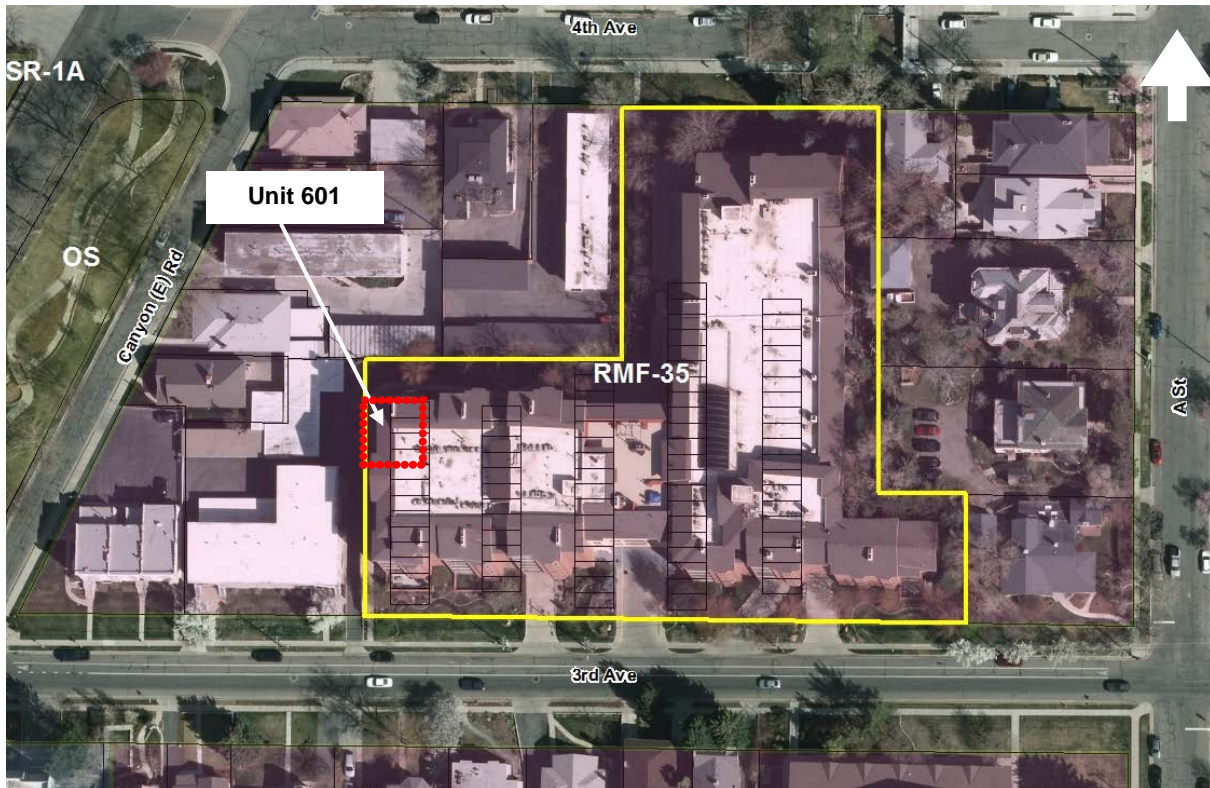 4th Ave
SR-1A
Unit 601
OS
Canyon (E) Rd
RMF-35
A St
3rd Ave